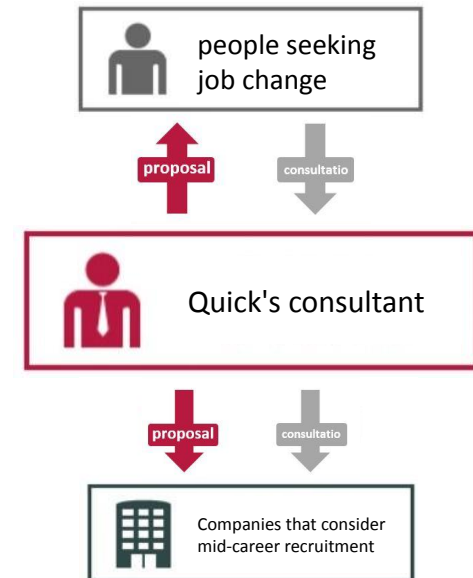 people seeking
job change
proposal
consultatio
Quick's consultant
proposal
consultatio
Companies that consider
mid-career recruitment